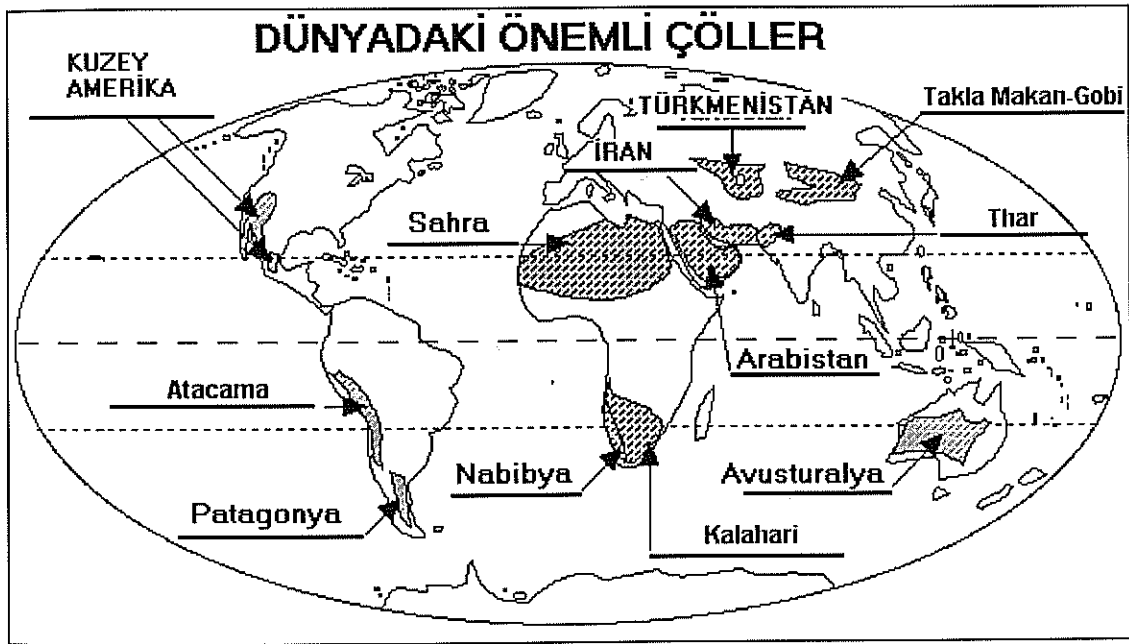 DÜNYADAKİ ÖNEMLİ ÇÖLLER
KUZEY
AMERİKA
TÜRKMENİSTAN
Takla Makan-Gobi
İRAN
Sahra
Thar
Arabistan
Atacama
Nabibya
Avusturalya
Patagonya
Kalahari